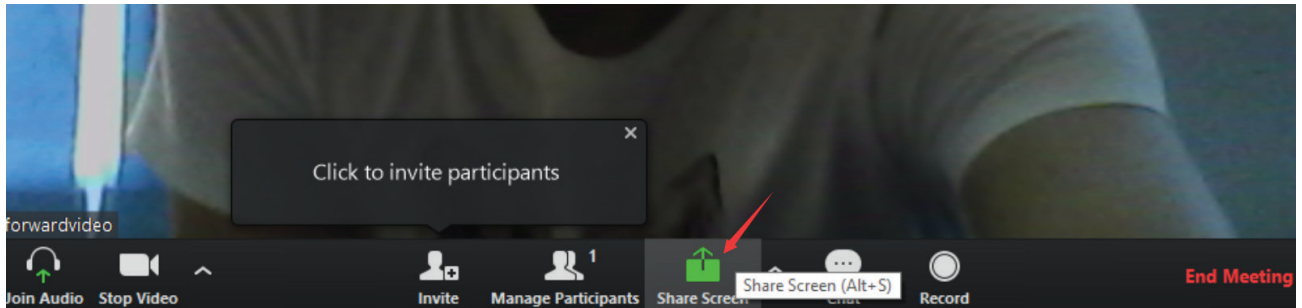 ×
Click to invite participants
forwardvideo
1
Join Audio
Stop Video
Invite
Manage Participants
Share Screen
Share Screen (Alt+S)
Chat
Record
End Meeting